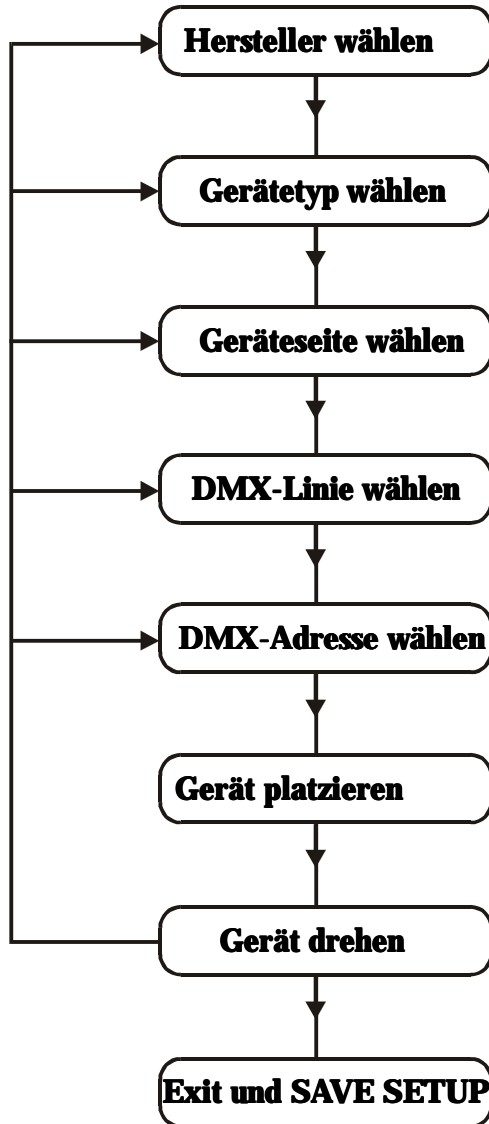 Hersteller wählen
Gerätetyp wählen
Geräteseite wählen
DMX-Linie wählen
DMX-Adresse wählen
Gerät platzieren
Gerät drehen
Exit und SAVE SETUP